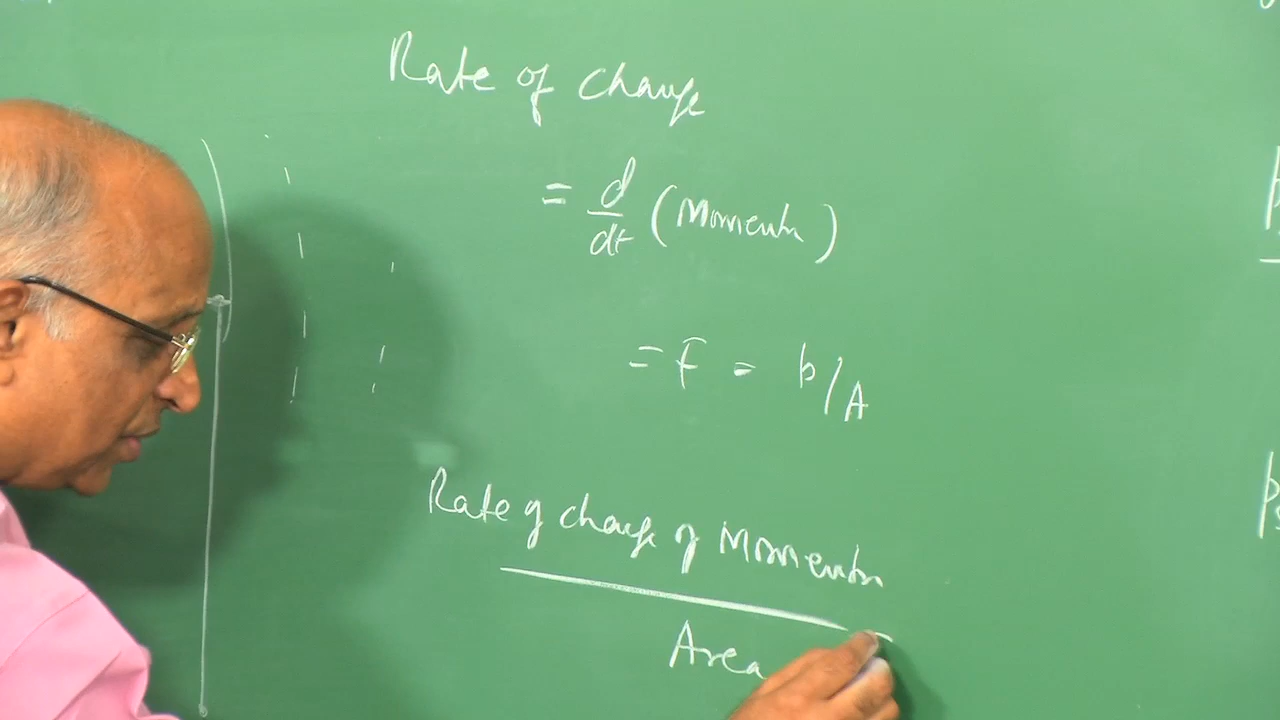 Rate of change
= d/dt (Momentum)
= F = p/A
Rate of change of Momentum
Area